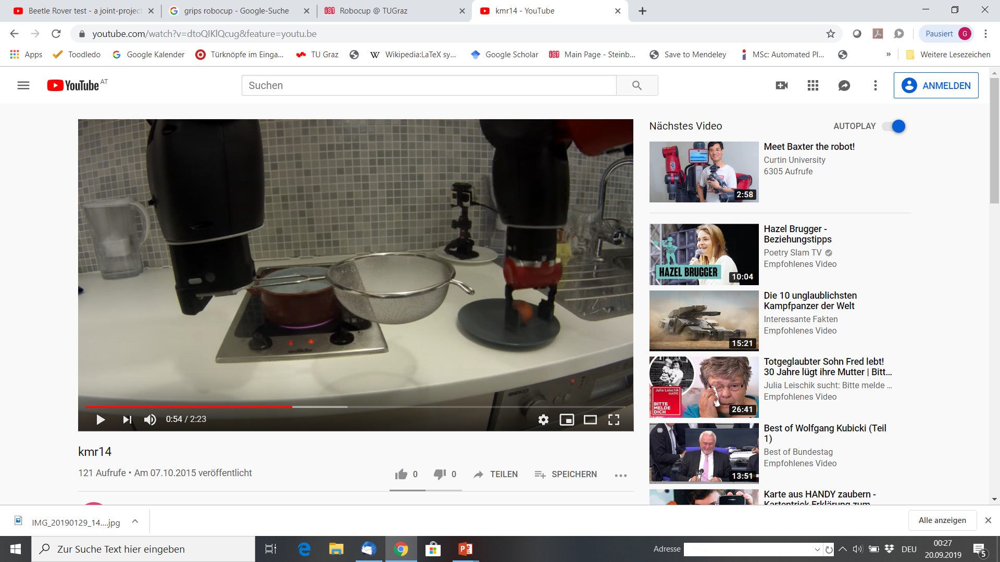 Beetle Rover test - a joint-project
grips robocup - Google-Suche
Robocup @ TUGraz
kmr14 - YouTube
youtube.com/watch?v=dtoQIKlQcug&feature=youtu.be
Pausiert G
Apps
Toodledo
Google Kalender
Türknöpfe im Einga...
TU Graz
Wikipedia:LaTeX sy...
Google Scholar
Main Page - Steinb...
Save to Mendeley
MSc: Automated Pl...
»
Weitere Lesezeichen
YouTube AT
Suchen
ANMELDEN
BEKO
0:54 / 2:23
kmr14
121 Aufrufe • Am 07.10.2015 veröffentlicht
0
0
TEILEN
SPEICHERN
Nächstes Video
AUTOPLAY
2:58
Meet Baxter the robot!
Curtin University
6305 Aufrufe
HAZEL BRUGGER
10:04
Hazel Brugger -
Beziehungstipps
Poetry Slam TV
Empfohlenes Video
15:21
Die 10 unglaublichsten
Kampfpanzer der Welt
Interessante Fakten
Empfohlenes Video
Julia Leischik
sucht:
BITTE
MELDE
DICH
26:41
Totgeglaubter Sohn Fred lebt!
30 Jahre lügt ihre Mutter | Bitt...
Julia Leischik sucht: Bitte melde ...
Empfohlenes Video
13:51
Best of Wolfgang Kubicki (Teil
1)
Best of Bundestag
Empfohlenes Video
Karte aus HANDY zaubern -
Kartentrick Erklärung zum
IMG_20190129_14....jpg
Alle anzeigen
Zur Suche Text hier eingeben
Adresse
DEU
00:27
20.09.2019
5